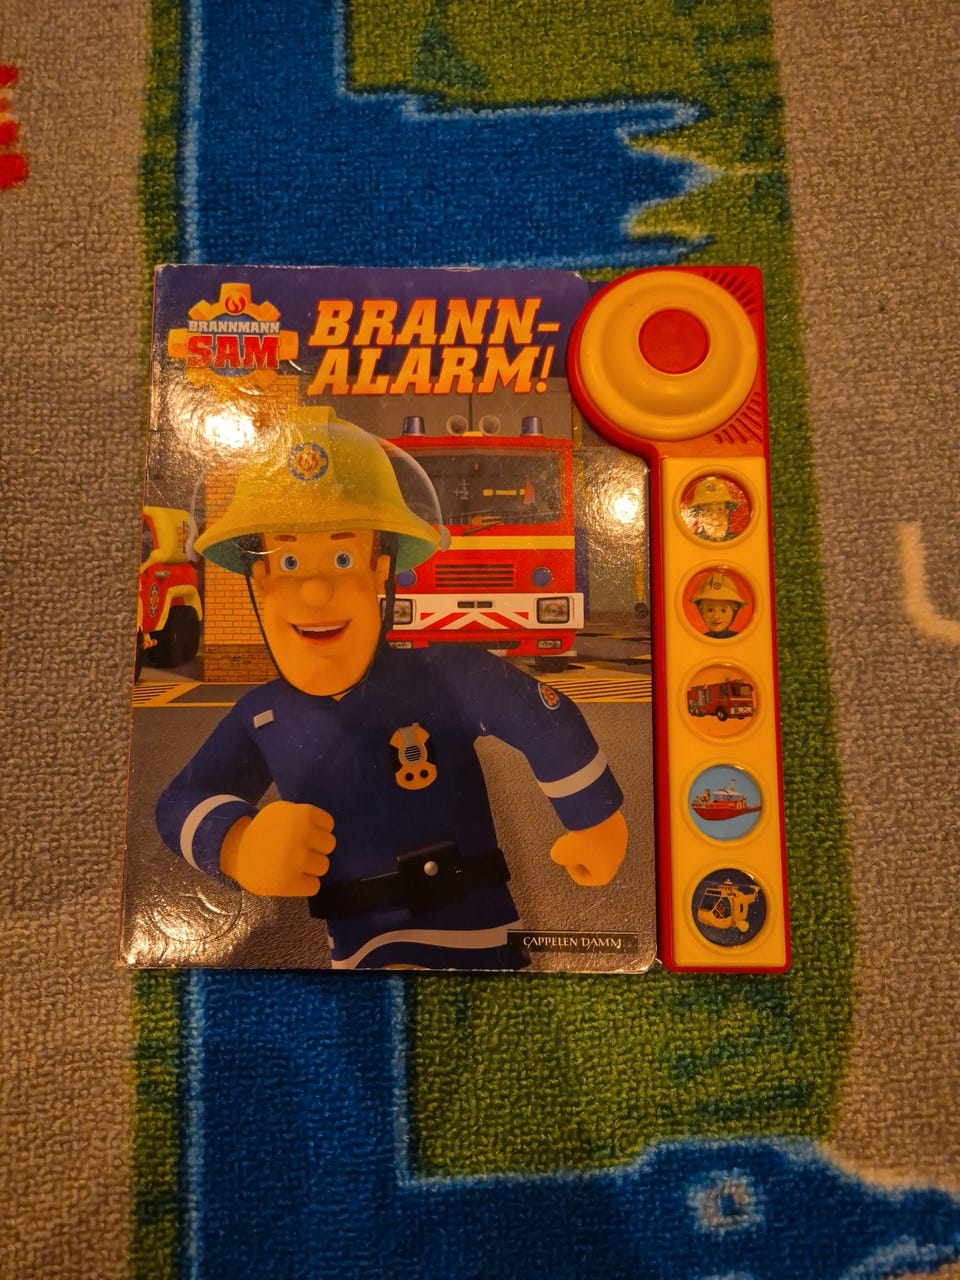 BRANNMANN
SAM
BRANN-
ALARM!
CAPPELEN DAMM